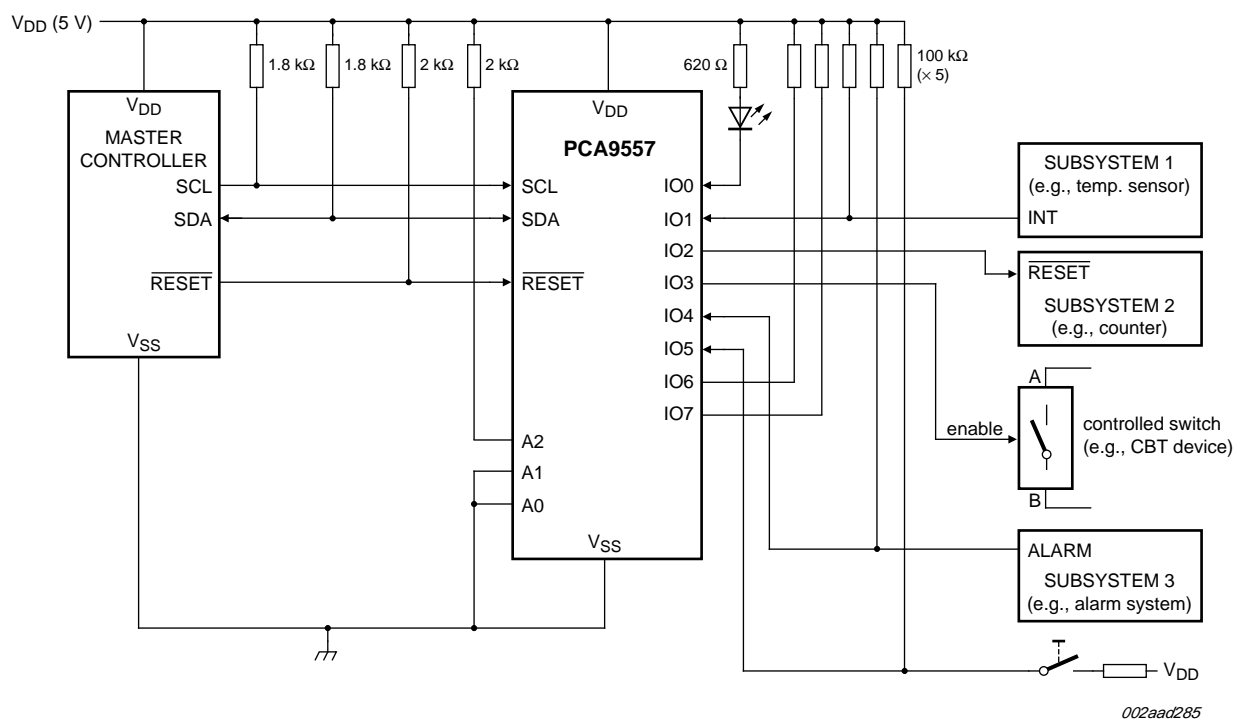 VDD (5 V)
1.8 kΩ
1.8 kΩ
2 kΩ
2 kΩ
620 Ω
100 kΩ
(× 5)
VDD
MASTER
CONTROLLER
SCL
SDA
RESET
VSS
VDD
PCA9557
SCL
SDA
RESET
A2
A1
A0
VSS
IO0
IO1
IO2
IO3
IO4
IO5
IO6
IO7
SUBSYSTEM 1
(e.g., temp. sensor)
INT
RESET
SUBSYSTEM 2
(e.g., counter)
A
enable
controlled switch
(e.g., CBT device)
B
ALARM
SUBSYSTEM 3
(e.g., alarm system)
VDD
002aad285